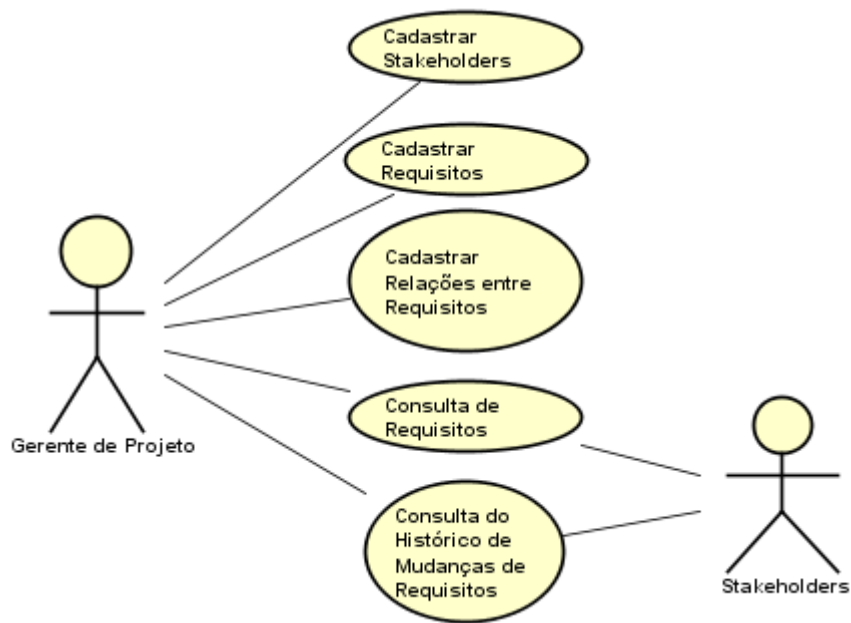 Cadastrar
Stakeholders
Cadastrar
Requisitos
Cadastrar
Relações entre
Requisitos
Gerente de Projeto
Consulta de
Requisitos
Consulta do
Histórico de
Mudanças de
Requisitos
Stakeholders